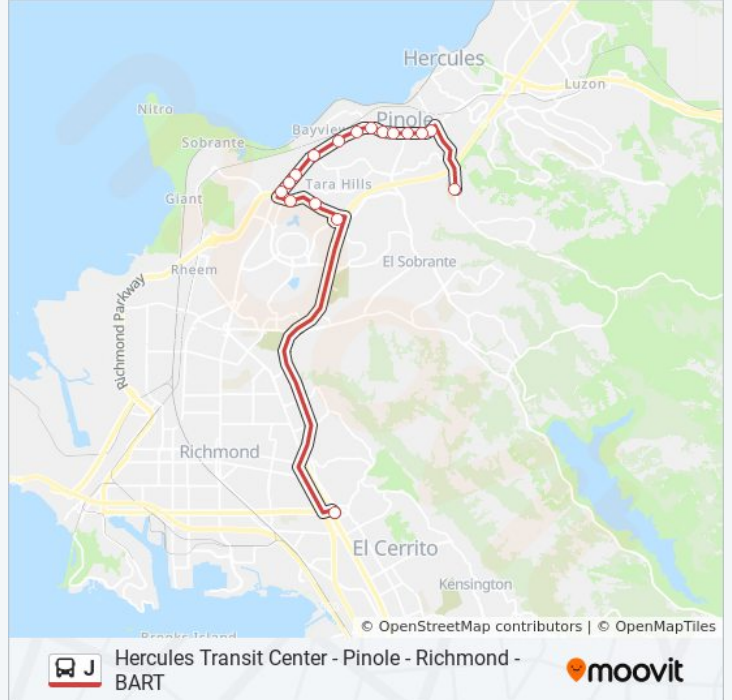 Hercules
Luzon
Nitro
Pinole
Bayview
Sobrante
Tara Hills
Giant
El Sobrante
Rheem
Richmond Parkway
Richmond
El Cerrito
Kensington
© OpenStreetMap contributors | © OpenMapTiles
Brooks Island
J
Hercules Transit Center - Pinole - Richmond -
BART
moovit